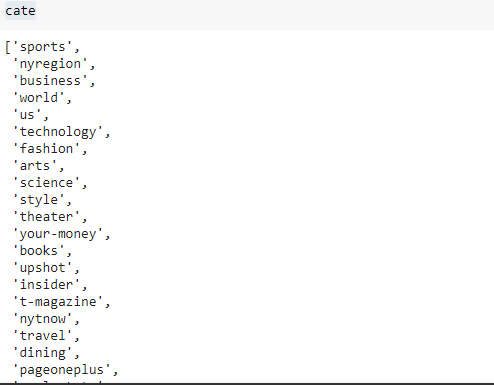 cate
['sports',
'nyregion',
'business',
'world',
'us',
'technology',
'fashion',
'arts',
'science',
'style',
'theater',
'your-money',
'books',
'upshot',
'insider',
't-magazine',
'nytnow',
'travel',
'dining',
'pageoneplus',